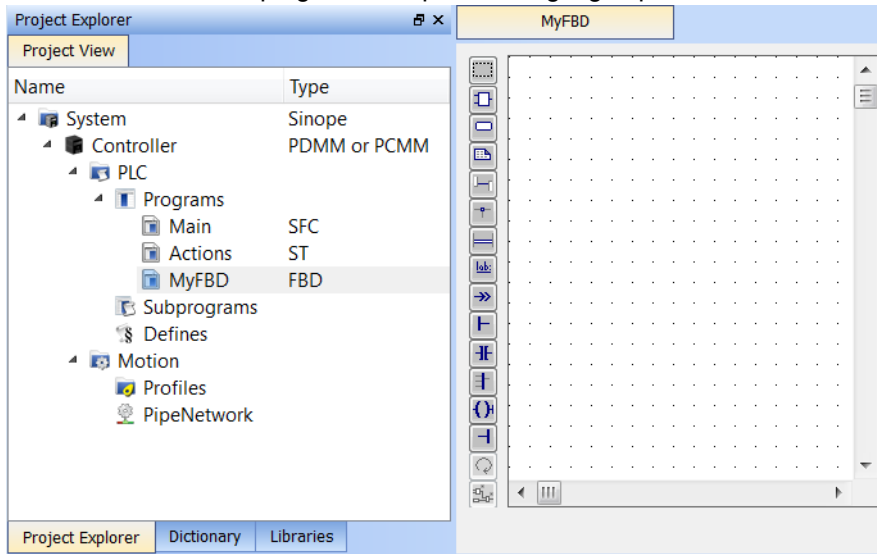 Project Explorer
MyFBD
Project View
Name Type
System Sinope
Controller PDMM or PCMM
PLC
Programs
Main SFC
Actions ST
MyFBD FBD
Subprograms
Defines
Motion
Profiles
PipeNetwork
lab:
Project Explorer Dictionary Libraries